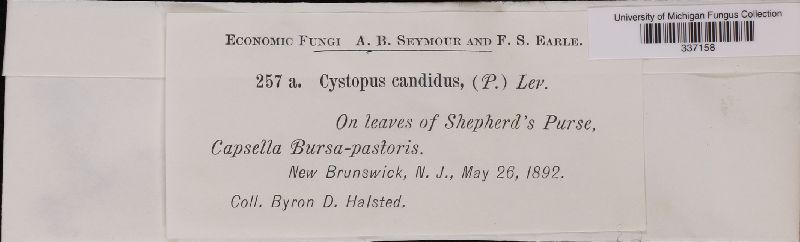 University of Michigan Fungus Collection
337158
Economic Fungi A. B. Seymour and F. S. Earle.
257 a. Cystopus candidus, (P.) Lev.
On leaves of Shepherd's Purse,
Capsella Bursa-pastoris.
New Brunswick, N. J., May 26, 1892.
Coll. Byron D. Halsted.